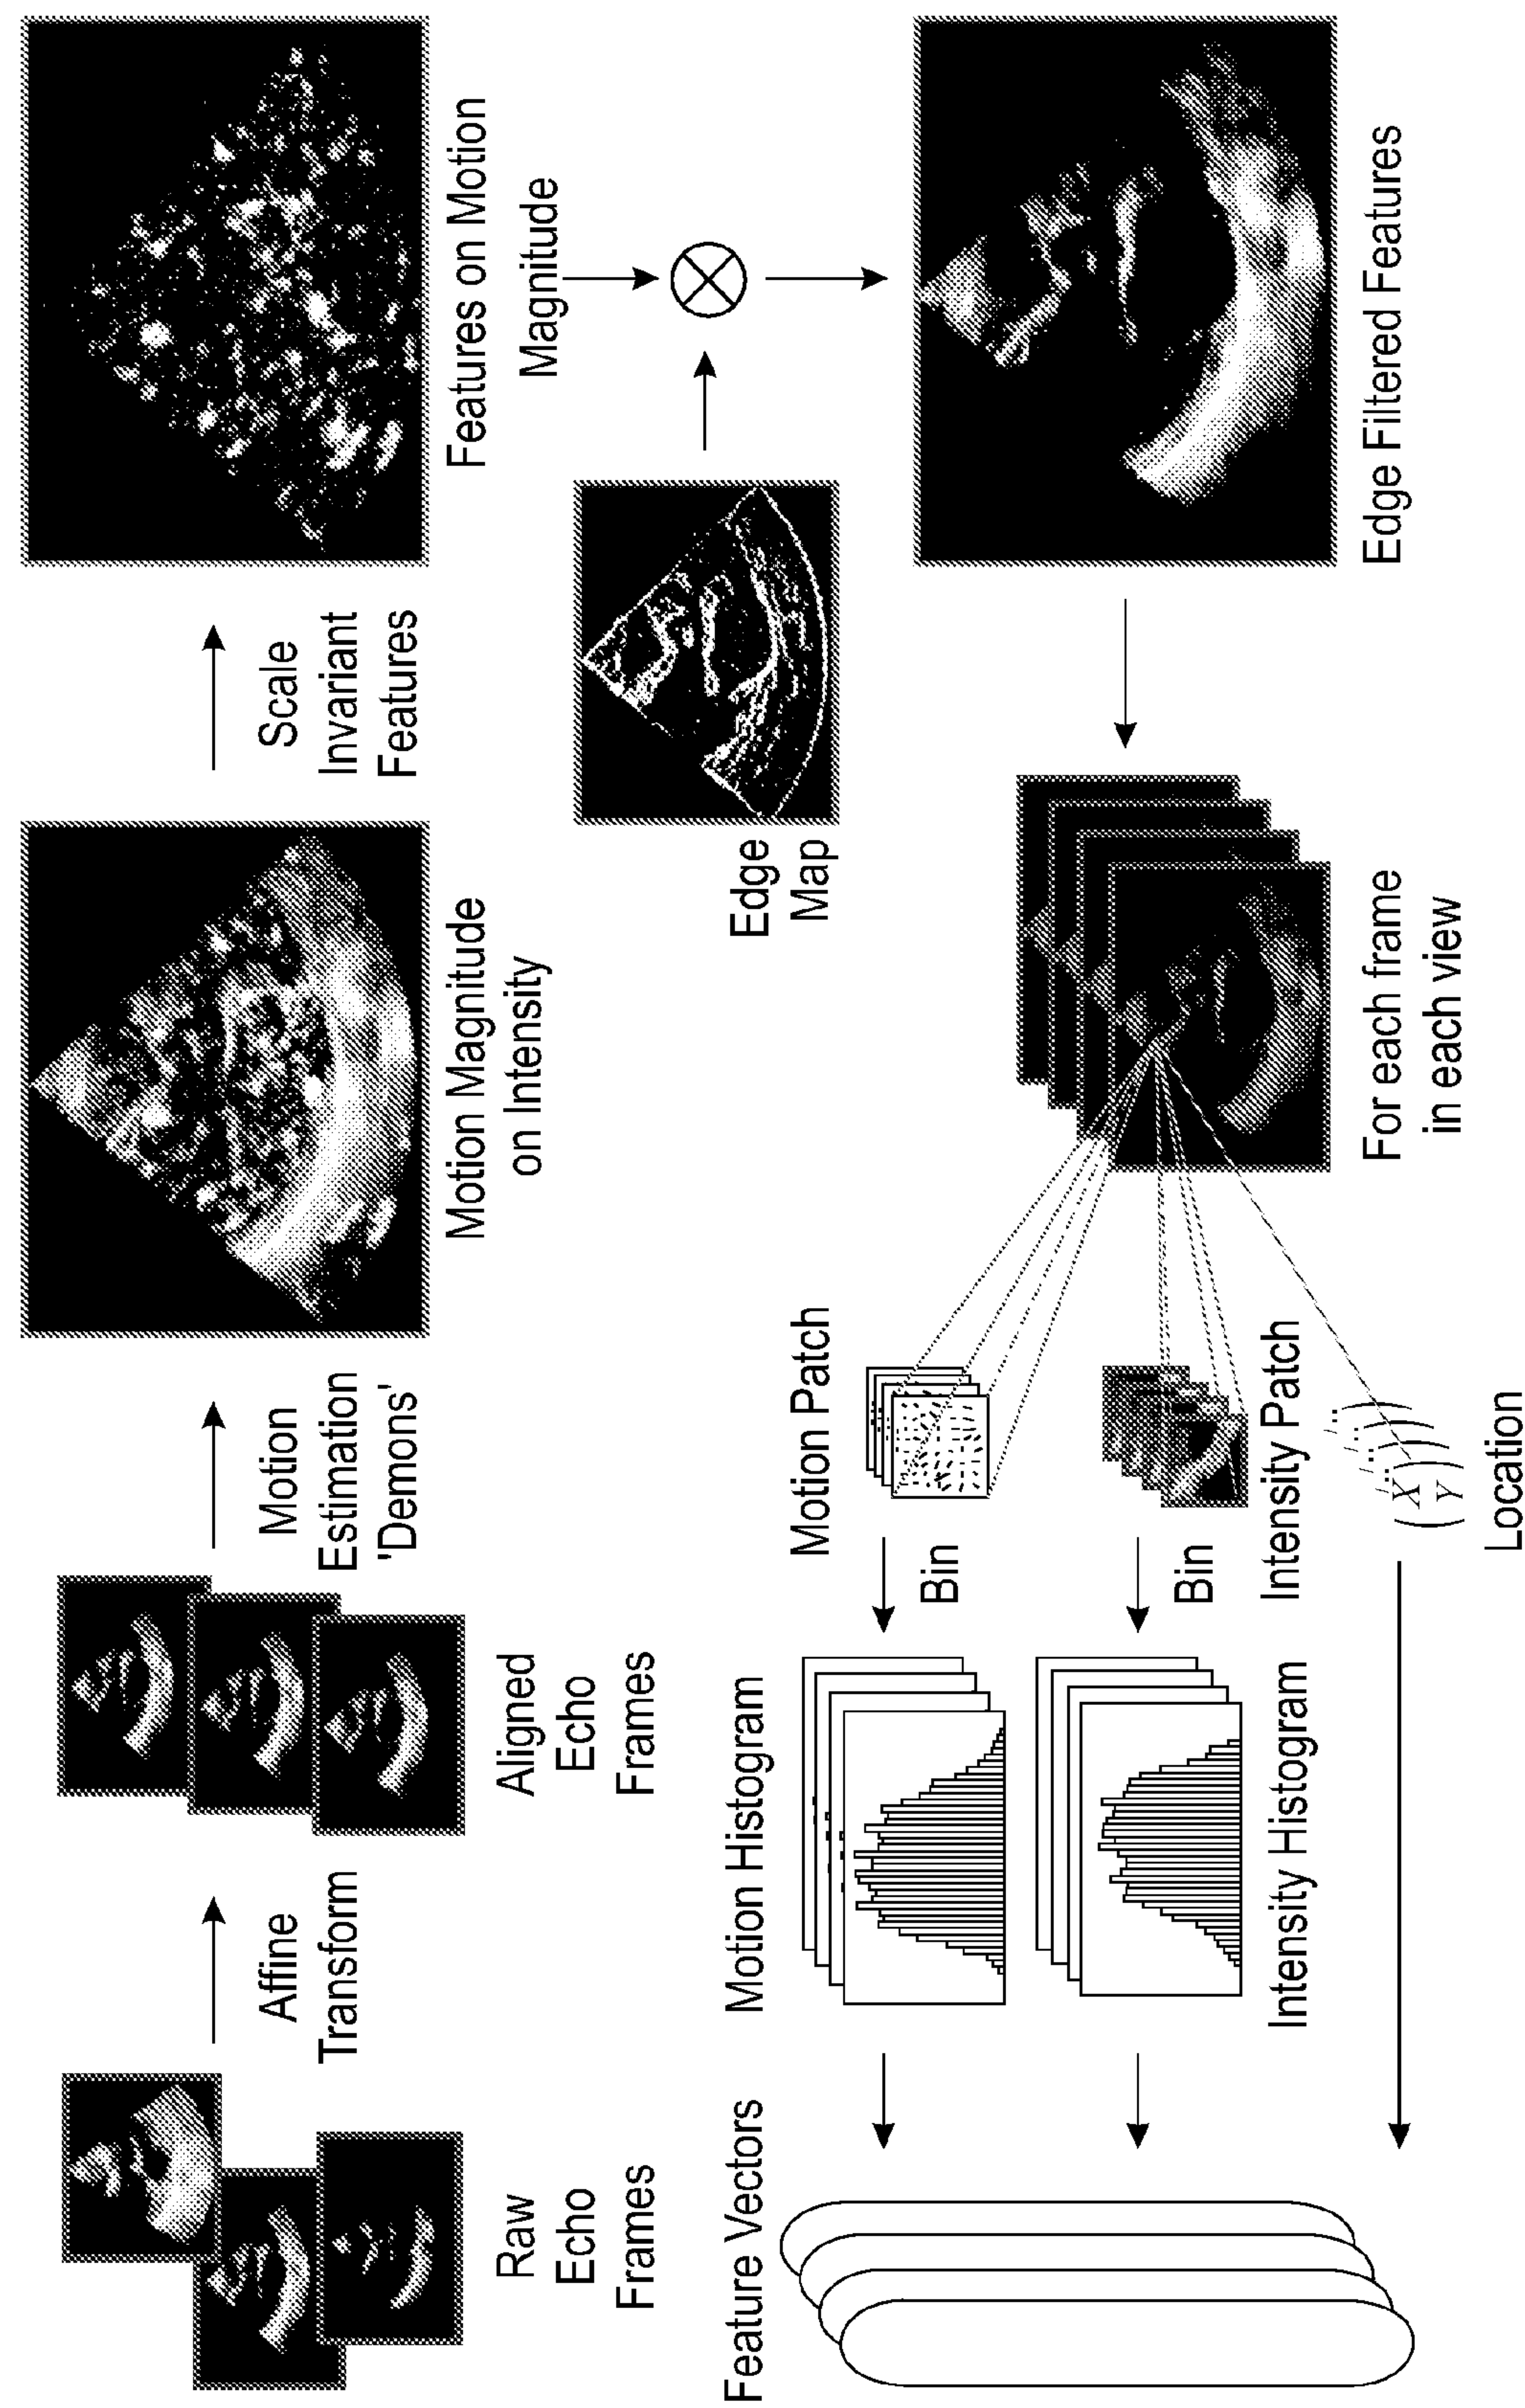 Raw
Echo
Frames
Affine
Transform
Aligned
Echo
Frames
Motion
Estimation
'Demons'
Motion Magnitude
on Intensity
Scale
Invariant
Features
Features on Motion
Magnitude
Edge
Map
Edge Filtered Features
For each frame
in each view
Motion Patch
Bin
Motion Histogram
Intensity Patch
Bin
Intensity Histogram
(X
Y)
Location
Feature Vectors